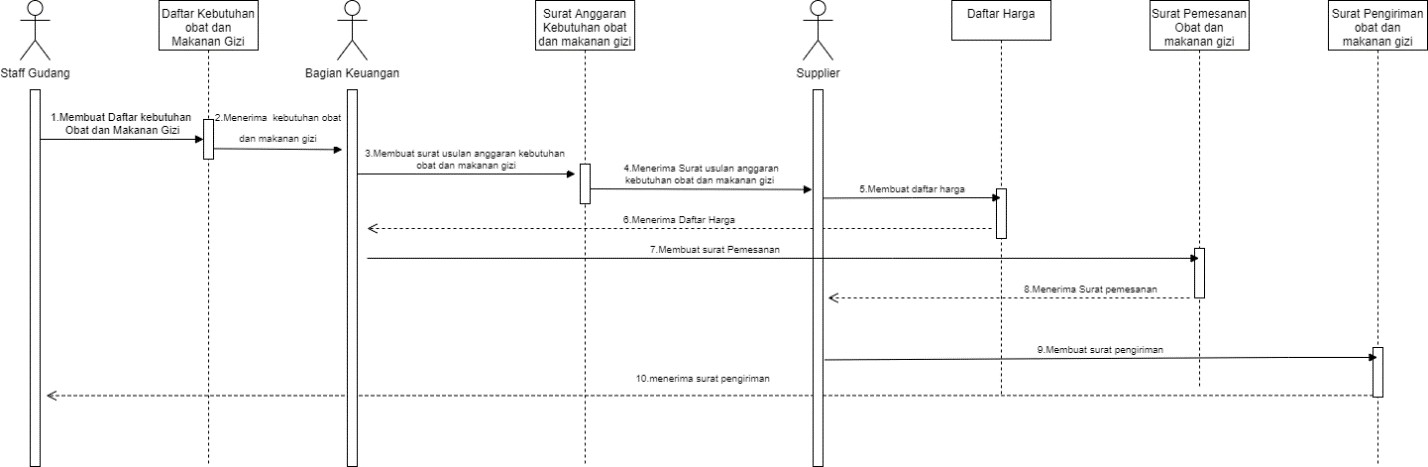 Daftar Kebutuhan
obat dan
Makanan Gizi
Surat Anggaran
Kebutuhan obat
dan makanan gizi
Daftar Harga
Surat Pemesanan
Obat dan
makanan gizi
Surat Pengiriman
obat dan
makanan gizi
Staff Gudang
Bagian Keuangan
Supplier
1.Membuat Daftar kebutuhan
Obat dan Makanan Gizi
2.Menerima kebutuhan obat
dan makanan gizi
3.Membuat surat usulan anggaran kebutuhan
obat dan makanan gizi
4.Menerima Surat usulan anggaran
kebutuhan obat dan makanan gizi
5.Membuat daftar harga
6.Menerima Daftar Harga
7.Membuat surat Pemesanan
8.Menerima Surat pemesanan
9.Membuat surat pengiriman
10.menerima surat pengiriman